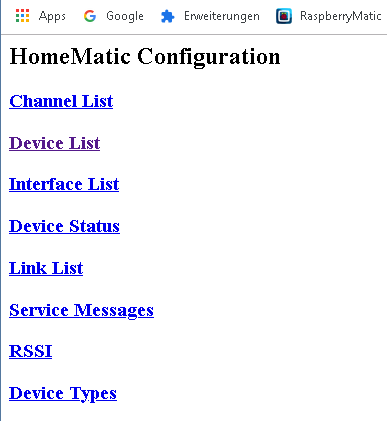 Apps Google Erweiterungen RaspberryMatic
HomeMatic Configuration
Channel List
Device List
Interface List
Device Status
Link List
Service Messages
RSSI
Device Types